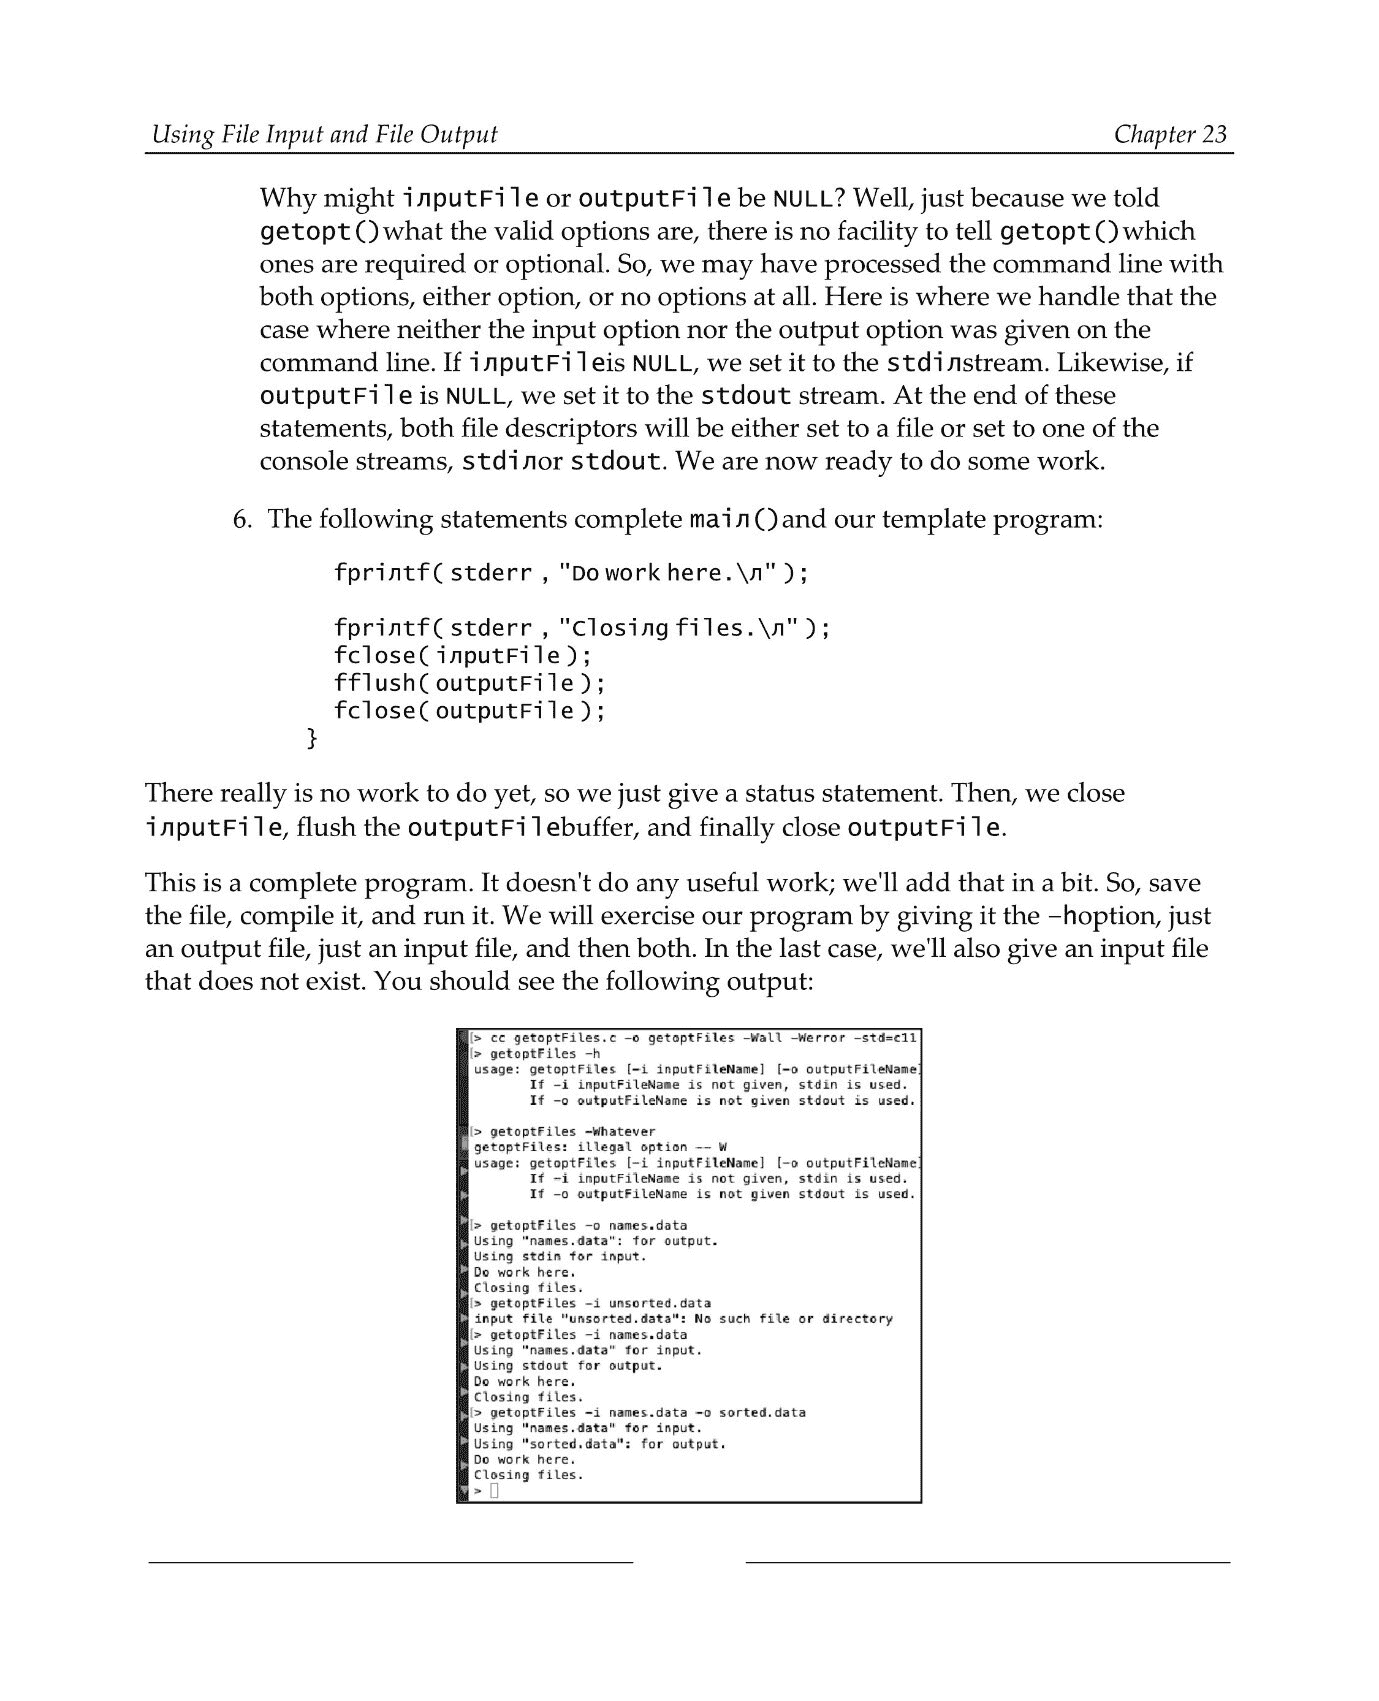 Using File Input and File Output Chapter 23
Why might iлputFile or outputFile be NULL? Well, just because we told
getopt()what the valid options are, there is no facility to tell getopt()which
ones are required or optional. So, we may have processed the command line with
both options, either option, or no options at all. Here is where we handle that the
case where neither the input option nor the output option was given on the
command line. If iлputFileis NULL, we set it to the stdiлstream. Likewise, if
outputFile is NULL, we set it to the stdout stream. At the end of these
statements, both file descriptors will be either set to a file or set to one of the
console streams, stdiлor stdout. We are now ready to do some work.
6. The following statements complete maiл()and our template program:
fpriлtf( stderr , "Do work here.\л" );
fpriлtf( stderr , "Closiлg files.\л" );
fclose( iлputFile );
fflush( outputFile );
fclose( outputFile );
}
There really is no work to do yet, so we just give a status statement. Then, we close
iлputFile, flush the outputFilebuffer, and finally close outputFile.
This is a complete program. It doesn't do any useful work; we'll add that in a bit. So, save
the file, compile it, and run it. We will exercise our program by giving it the –hoption, just
an output file, just an input file, and then both. In the last case, we'll also give an input file
that does not exist. You should see the following output:
[> cc getoptFiles.c -o getoptFiles -Wall -Werror -std=c11
[> getoptFiles -h
usage: getoptFiles [-i inputFileName] [-o outputFileName]
If -i inputFileName is not given, stdin is used.
If -o outputFileName is not given stdout is used.
[> getoptFiles -Whatever
getoptFiles: illegal option -- W
usage: getoptFiles [-i inputFileName] [-o outputFileName]
If -i inputFileName is not given, stdin is used.
If -o outputFileName is not given stdout is used.
[> getoptFiles -o names.data
Using "names.data": for output.
Using stdin for input.
Do work here.
Closing files.
[> getoptFiles -i unsorted.data
input file "unsorted.data": No such file or directory
[> getoptFiles -i names.data
Using "names.data" for input.
Using stdout for output.
Do work here.
Closing files.
[> getoptFiles -i names.data -o sorted.data
Using "names.data" for input.
Using "sorted.data": for output.
Do work here.
Closing files.
>